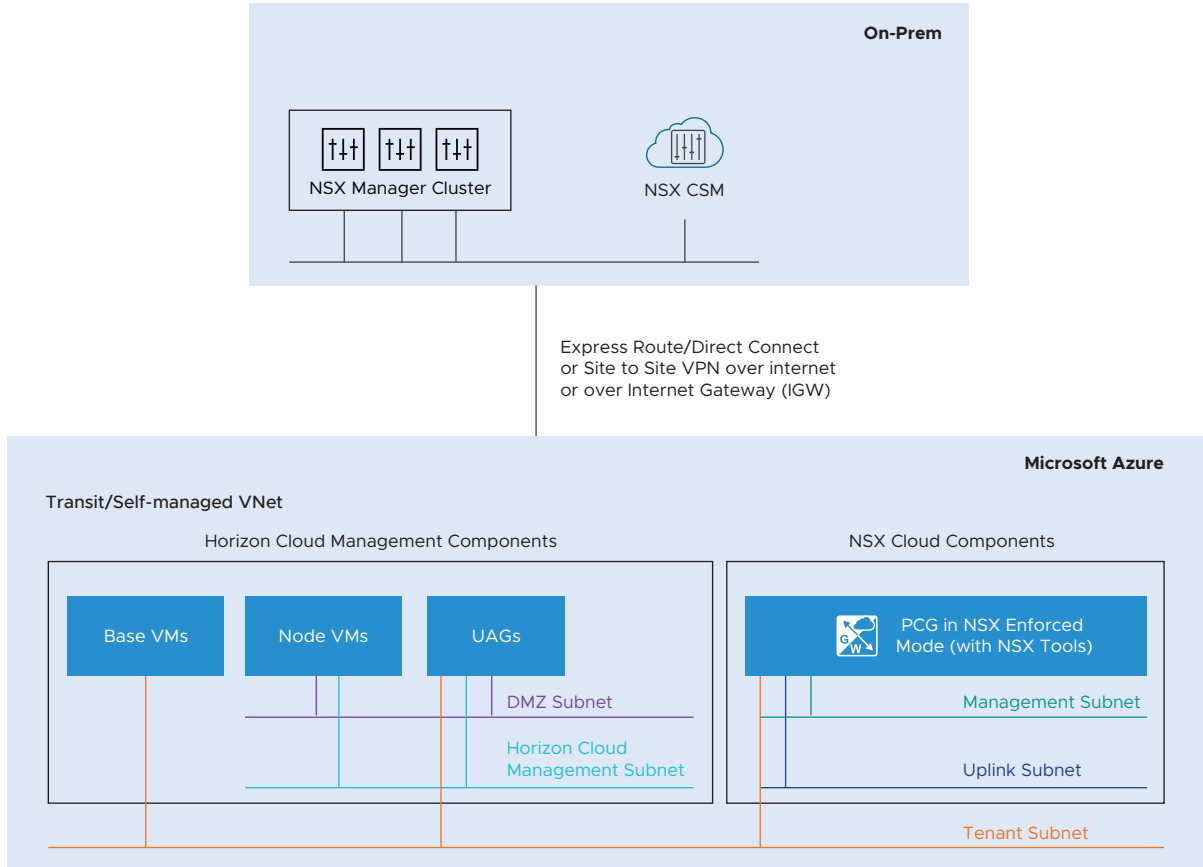 On-Prem
NSX Manager Cluster
NSX CSM
Express Route/Direct Connect
or Site to Site VPN over internet
or over Internet Gateway (IGW)
Microsoft Azure
Transit/Self-managed VNet
Horizon Cloud Management Components
NSX Cloud Components
Base VMs
Node VMs
UAGs
G
W
PCG in NSX Enforced
Mode (with NSX Tools)
DMZ Subnet
Management Subnet
Horizon Cloud
Management Subnet
Uplink Subnet
Tenant Subnet